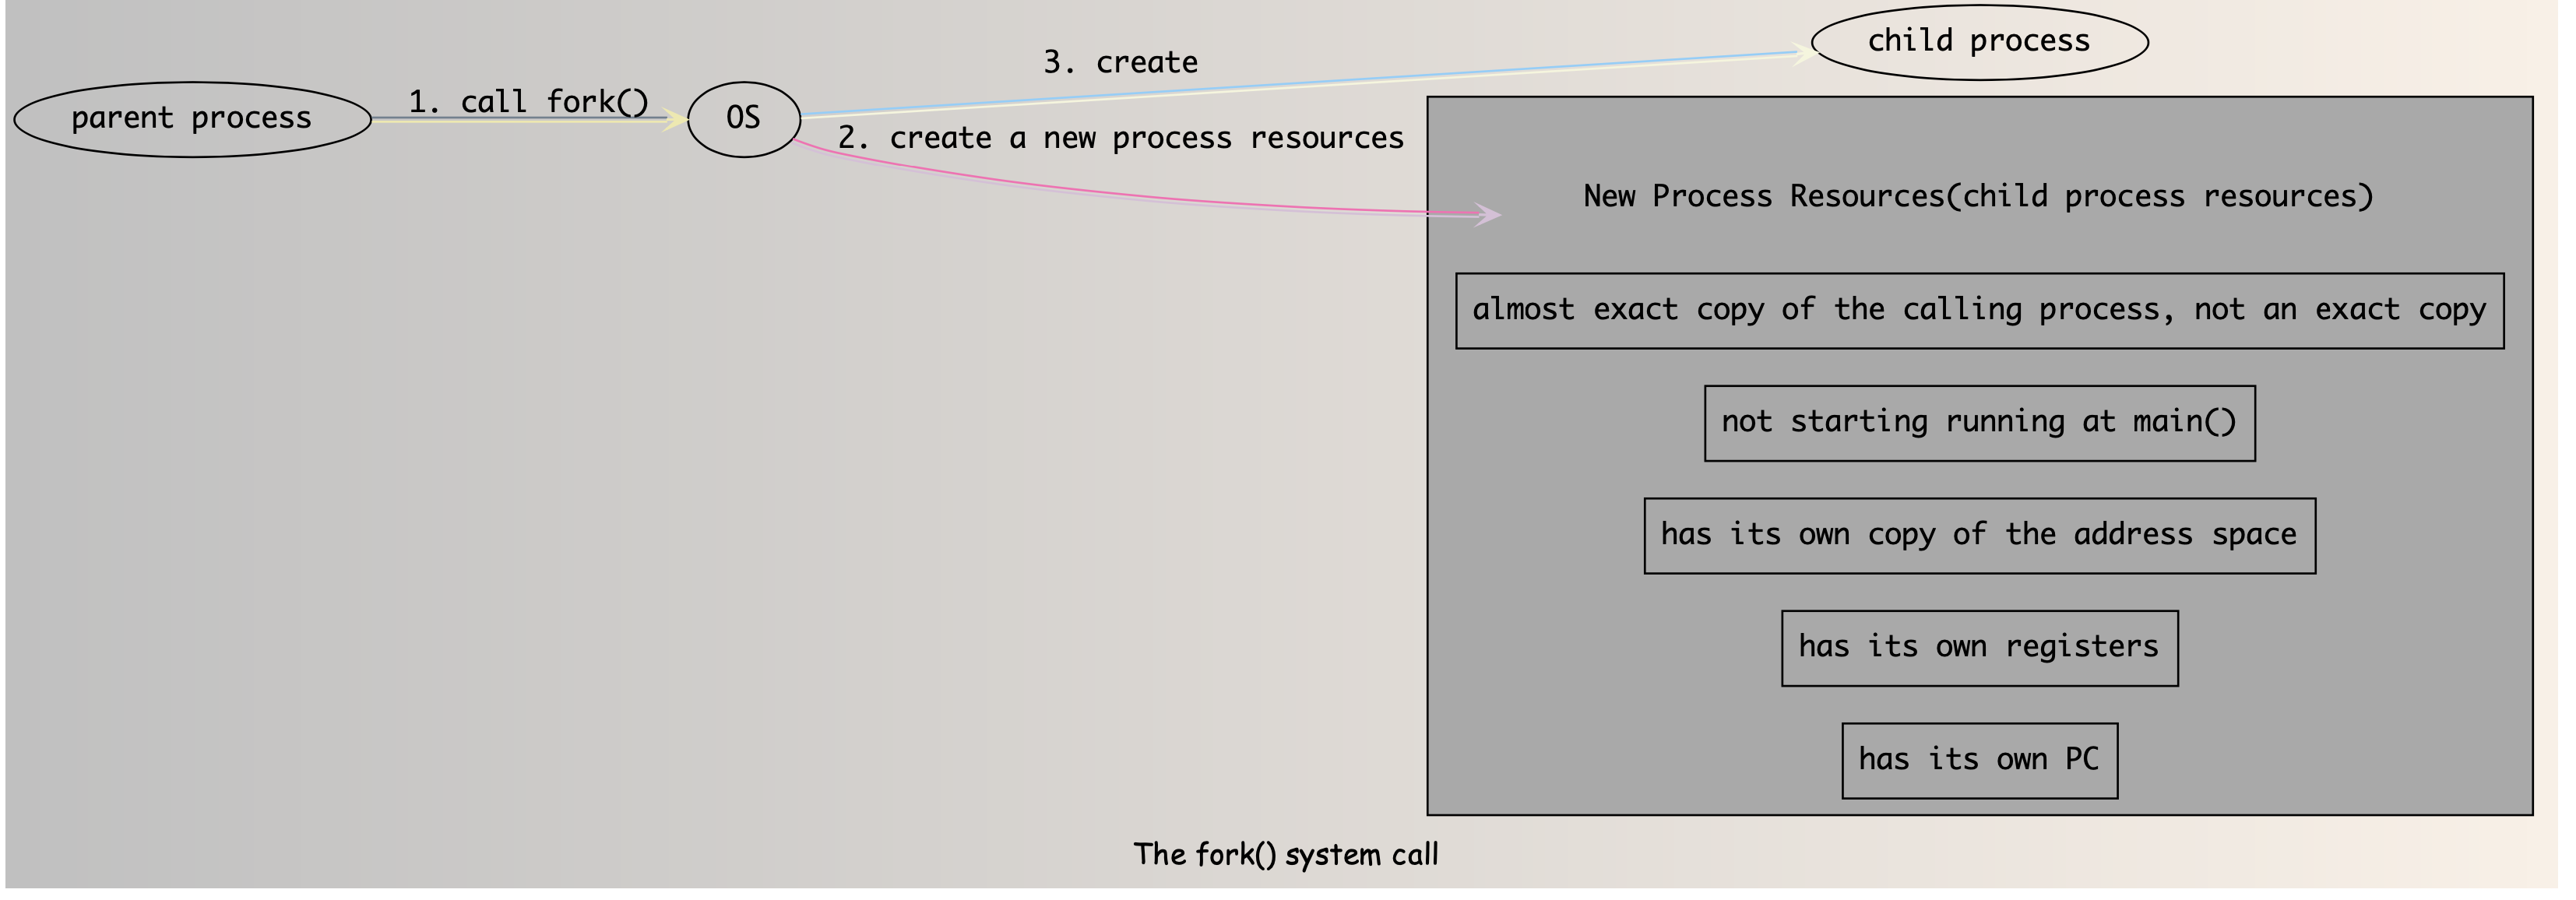 child process
3. create
parent process
1. call fork()
OS
2. create a new process resources
New Process Resources(child process resources)
almost exact copy of the calling process, not an exact copy
not starting running at main()
has its own copy of the address space
has its own registers
has its own PC
The fork() system call